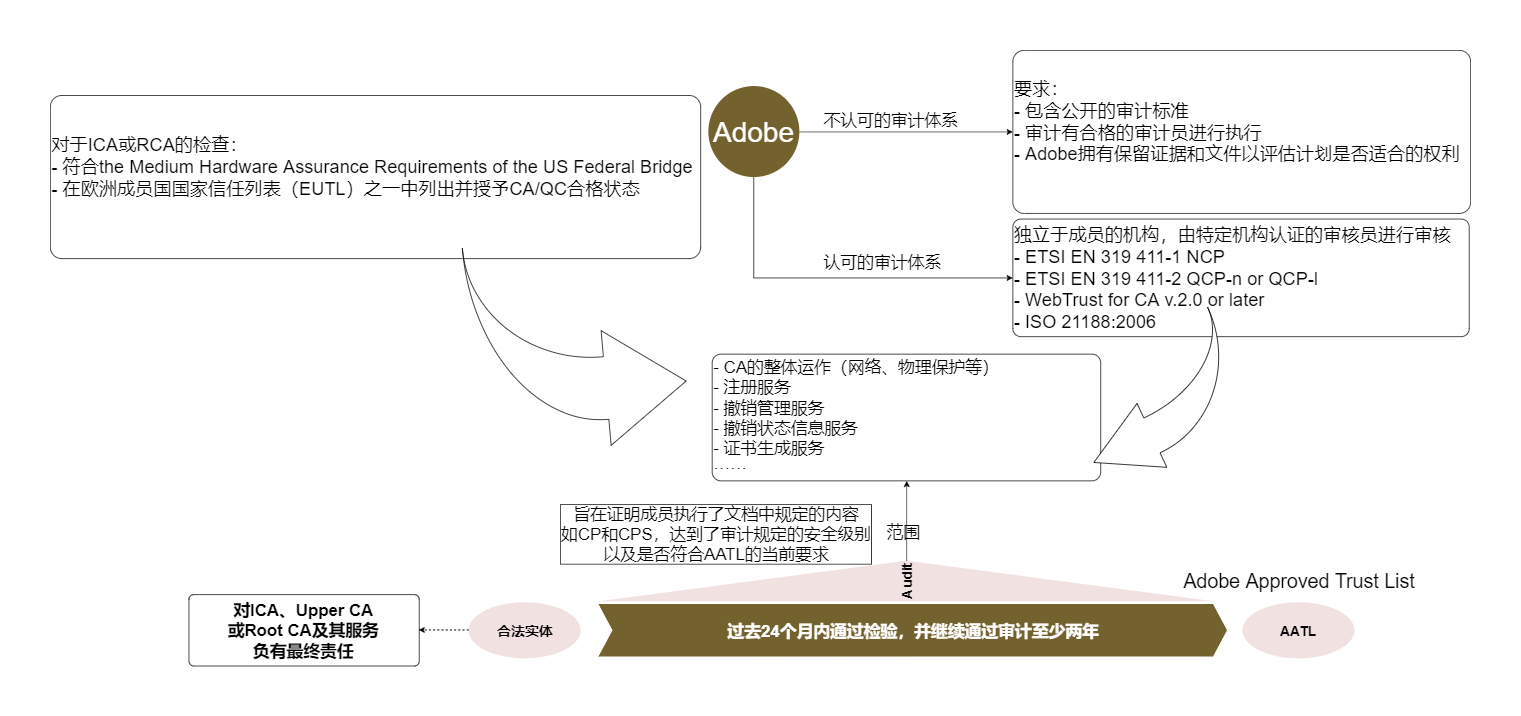 对于ICA或RCA的检查：
- 符合the Medium Hardware Assurance Requirements of the US Federal Bridge
- 在欧洲成员国国家信任列表（EUTL）之一中列出并授予CA/QC合格状态
Adobe
不认可的审计体系
要求：
- 包含公开的审计标准
- 审计有合格的审计员进行执行
- Adobe拥有保留证据和文件以评估计划是否适合的权利
认可的审计体系
独立于成员的机构，由特定机构认证的审核员进行审核
- ETSI EN 319 411-1 NCP
- ETSI EN 319 411-2 QCP-n or QCP-l
- WebTrust for CA v.2.0 or later
- ISO 21188:2006
- CA的整体运作（网络、物理保护等）
- 注册服务
- 撤销管理服务
- 撤销状态信息服务
- 证书生成服务
……
旨在证明成员执行了文档中规定的内容
如CP和CPS，达到了审计规定的安全级别
以及是否符合AATL的当前要求
范围
Audit
Adobe Approved Trust List
对ICA、Upper CA
或Root CA及其服务
负有最终责任
合法实体
过去24个月内通过检验，并继续通过审计至少两年
AATL